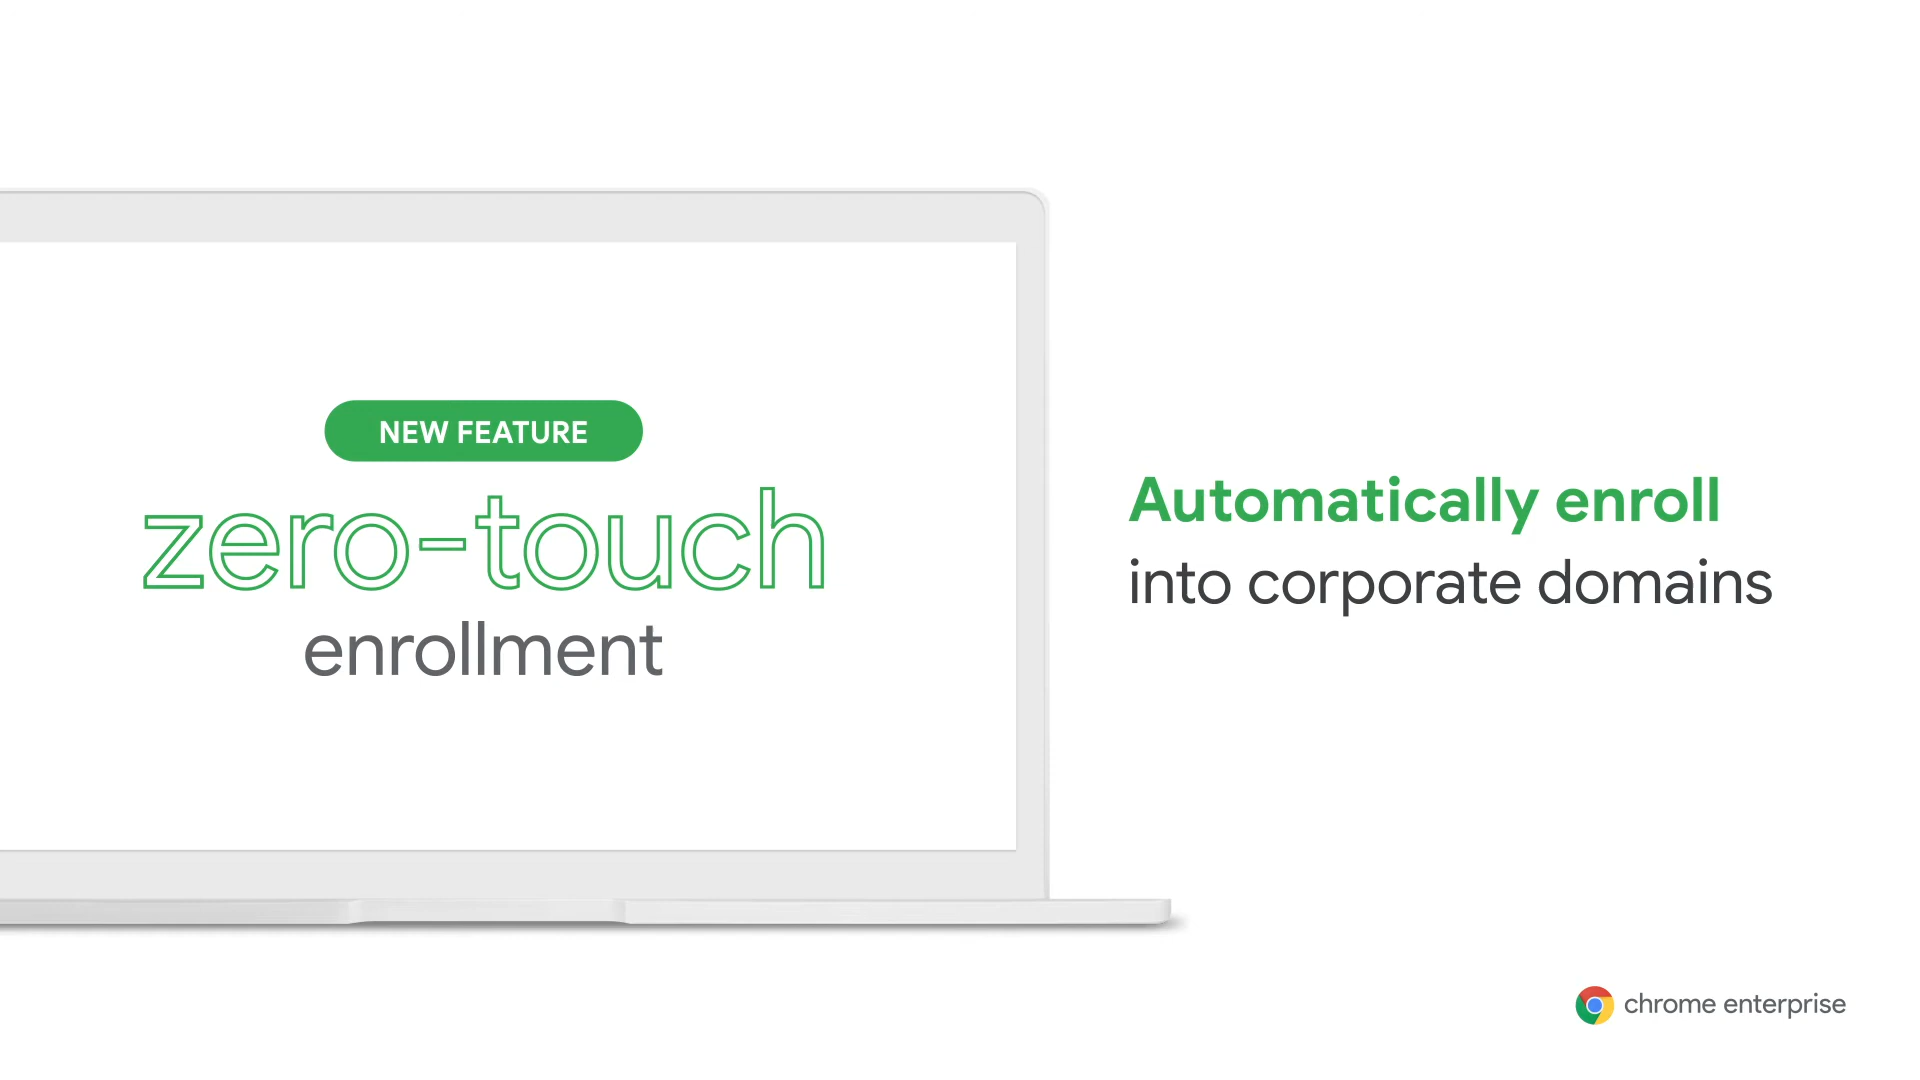 NEW FEATURE
zero-touch
enrollment
Automatically enroll
into corporate domains
chrome enterprise